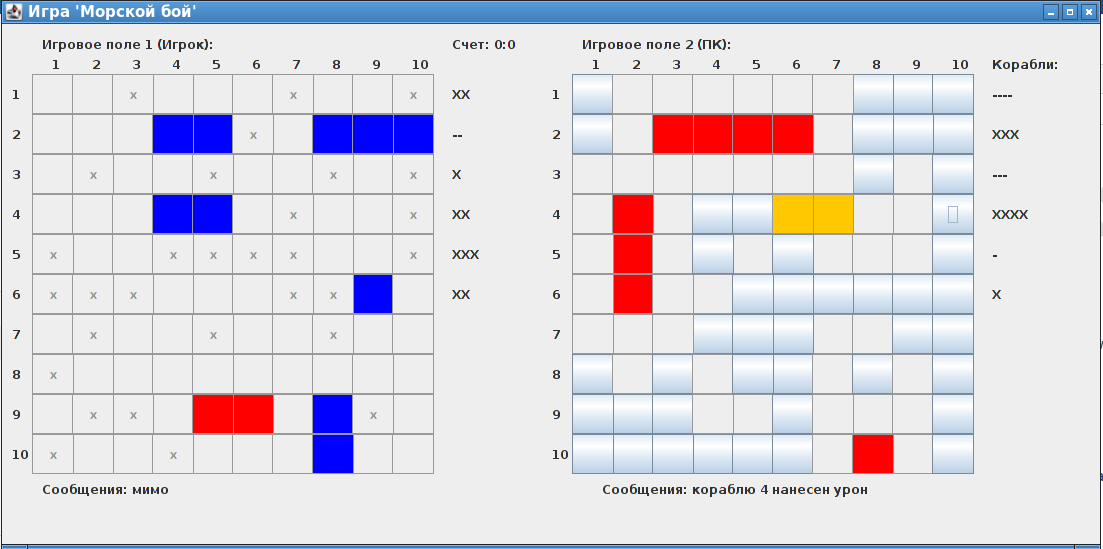 Игра 'Морской бой'
Игровое поле 1 (Игрок): Счет: 0:0 Игровое поле 2 (ПК):
1 2 3 4 5 6 7 8 9 10 1 2 3 4 5 6 7 8 9 10 Корабли:
1 x x x XX 1 ----
2 x -- 2 XXX
3 x x x x X 3 ---
4 x x XX 4 XXXX
5 x x x x x x XXX 5 -
6 x x x x x XX 6 X
7 x x x 7
8 x 8
9 x x x 9
10 x x 10
Сообщения: мимо Сообщения: кораблю 4 нанесен урон